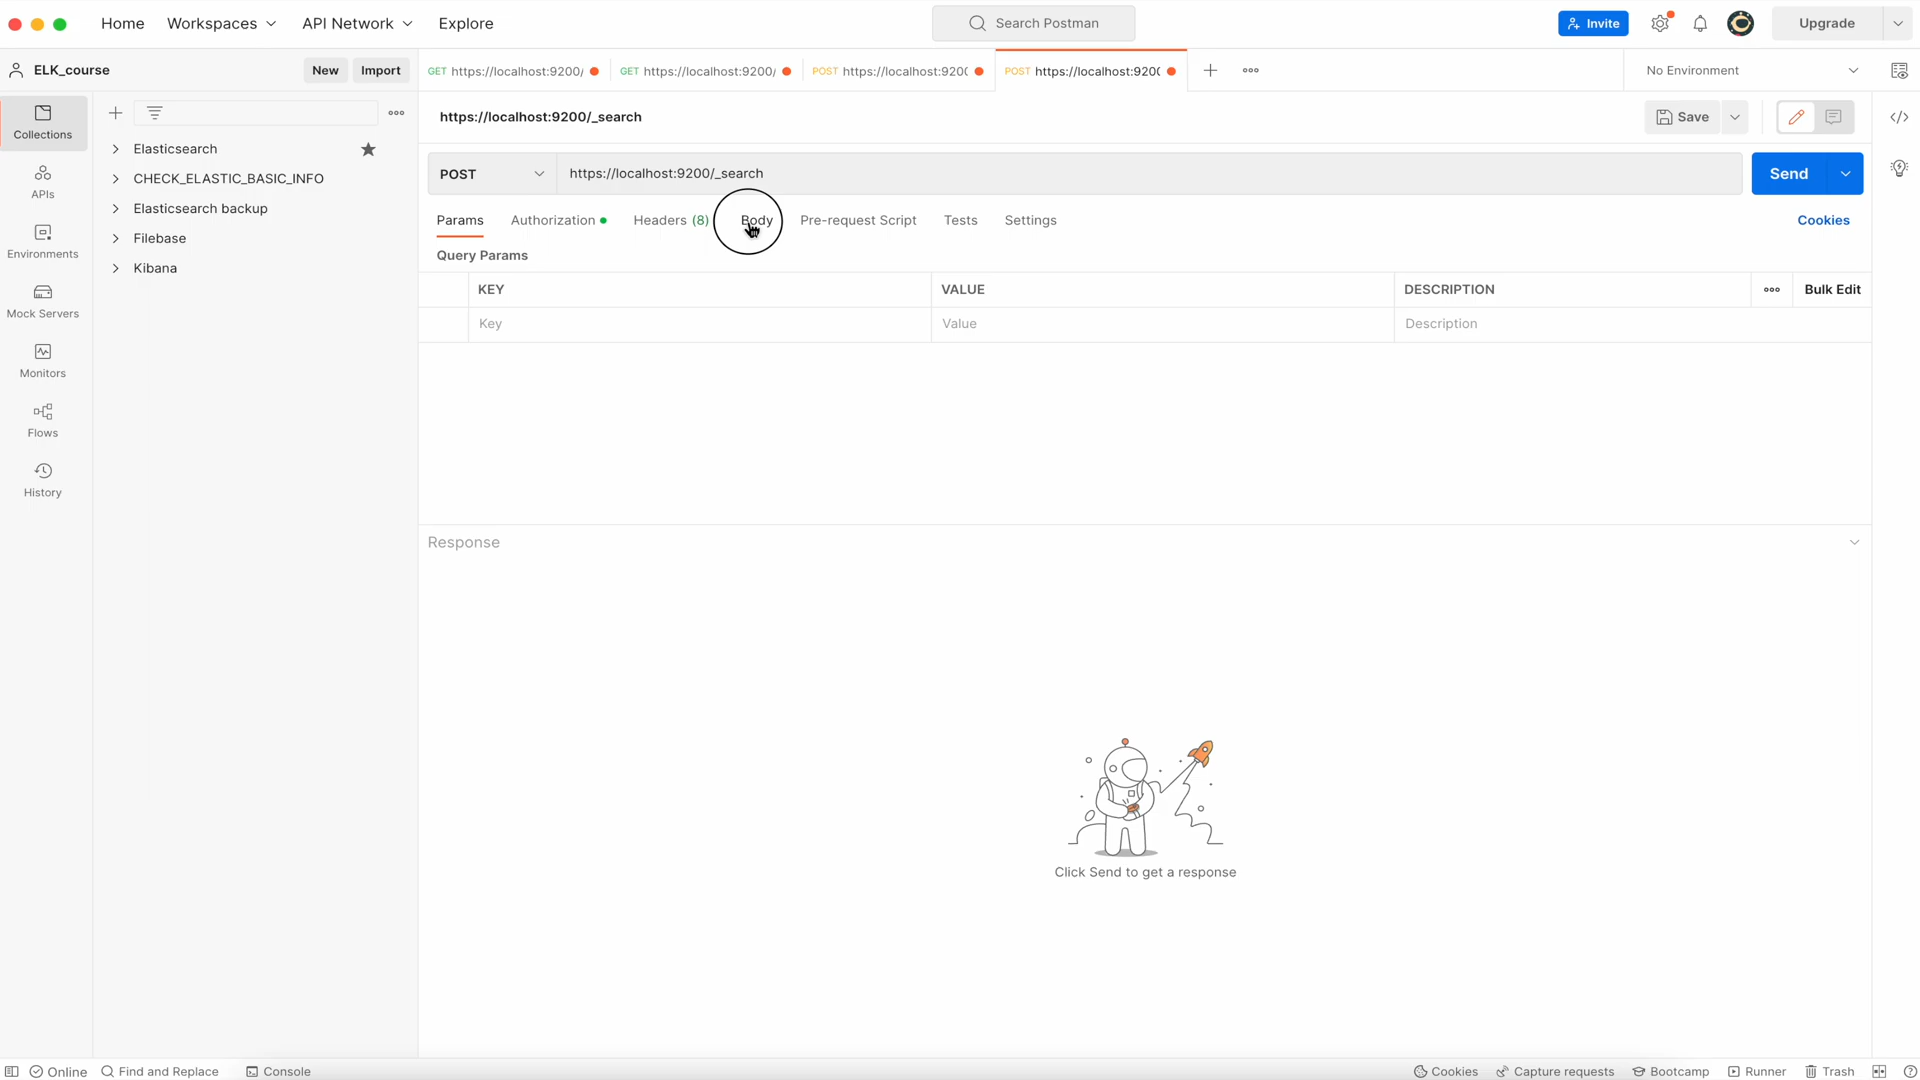 Home
Workspaces
API Network
Explore
Search Postman
Invite
Upgrade
ELK_course
New
Import
GET https://localhost:9200/
GET https://localhost:9200/
POST https://localhost:920(
POST https://localhost:920(
No Environment
Collections
APIs
Environments
Mock Servers
Monitors
Flows
History
Elasticsearch
CHECK_ELASTIC_BASIC_INFO
Elasticsearch backup
Filebase
Kibana
https://localhost:9200/_search
Save
POST
https://localhost:9200/_search
Send
Params
Authorization
Headers (8)
Body
Pre-request Script
Tests
Settings
Cookies
Query Params
KEY
VALUE
DESCRIPTION
Bulk Edit
Key
Value
Description
Response
Click Send to get a response
Online
Find and Replace
Console
Cookies
Capture requests
Bootcamp
Runner
Trash